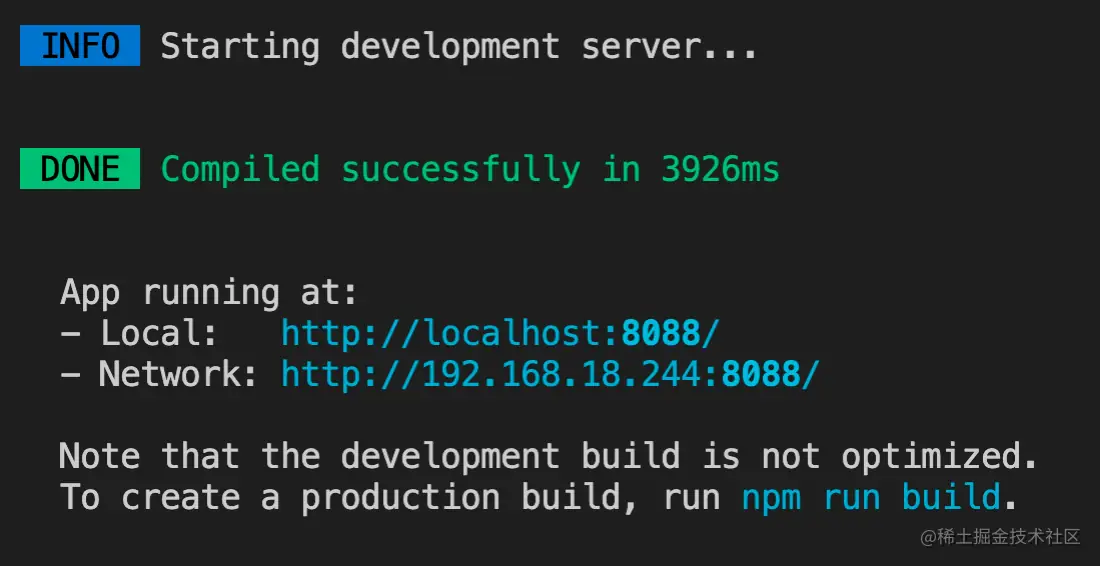 INFO Starting development server...
DONE Compiled successfully in 3926ms
App running at:
- Local: http://localhost:8088/
- Network: http://192.168.18.244:8088/
Note that the development build is not optimized.
To create a production build, run npm run build.
@稀土掘金技术社区